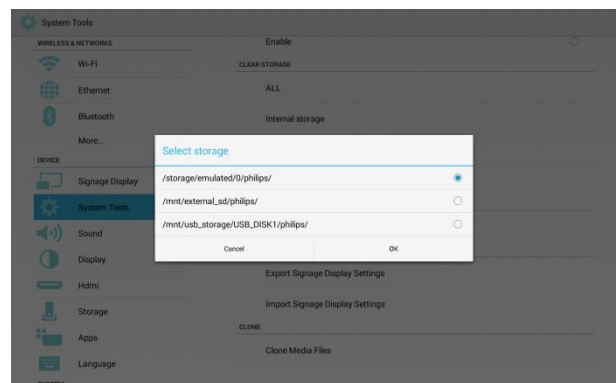 System Tools
WIRELESS & NETWORKS
Wi-Fi
Ethernet
Bluetooth
More...
DEVICE
Signage Display
System Tools
Sound
Display
Hdmi
Storage
Apps
Language
Enable
CLEAR STORAGE
ALL
Internal storage
Select storage
/storage/emulated/0/philips/
/mnt/external_sd/philips/
/mnt/usb_storage/USB_DISK1/philips/
Cancel
OK
Export Signage Display Settings
Import Signage Display Settings
CLONE
Clone Media Files